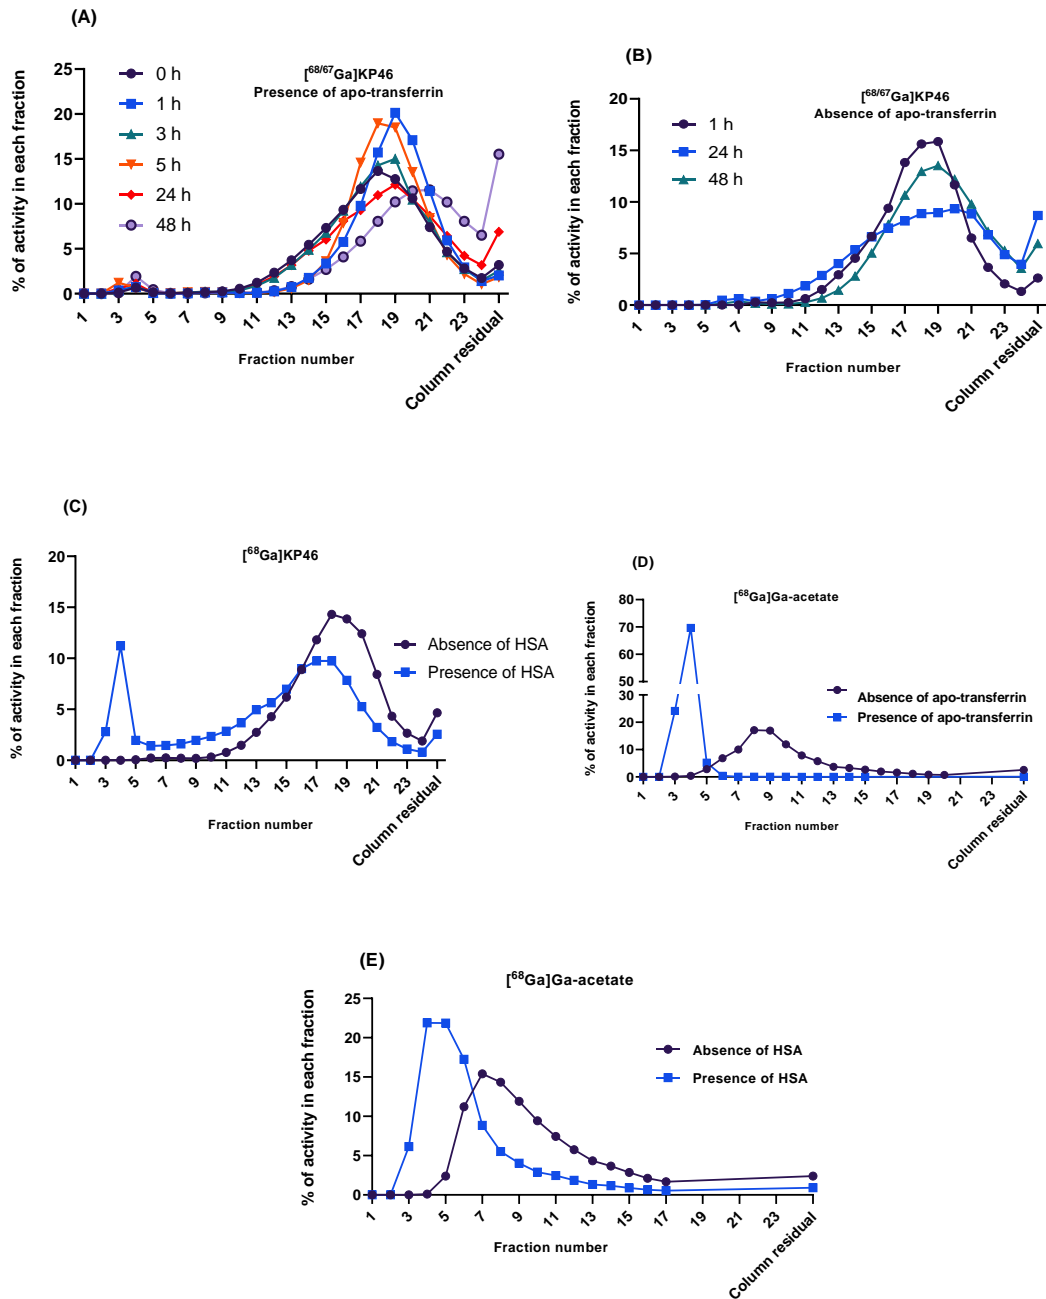 (A)
[68/67Ga]KP46
Presence of apo-transferrin
% of activity in each fraction
25
20
15
10
5
0
0 h
1 h
3 h
5 h
24 h
48 h
1
3
5
7
9
11
13
15
17
19
21
23
Column residual
Fraction number
(B)
[68/67Ga]KP46
Absence of apo-transferrin
% of activity in each fraction
20
15
10
5
0
1 h
24 h
48 h
1
3
5
7
9
11
13
15
17
19
21
23
Column residual
Fraction number
(C)
[68Ga]KP46
% of activity in each fraction
20
15
10
5
0
Absence of HSA
Presence of HSA
1
3
5
7
9
11
13
15
17
19
21
23
Column residual
Fraction number
(D)
[68Ga]Ga-acetate
% of activity in each fraction
80
70
60
50
30
20
10
0
Absence of apo-transferrin
Presence of apo-transferrin
1
3
5
7
9
11
13
15
17
19
21
23
Column residual
Fraction number
(E)
[68Ga]Ga-acetate
% of activity in each fraction
25
20
15
10
5
0
Absence of HSA
Presence of HSA
1
3
5
7
9
11
13
15
17
19
21
23
Column residual
Fraction number